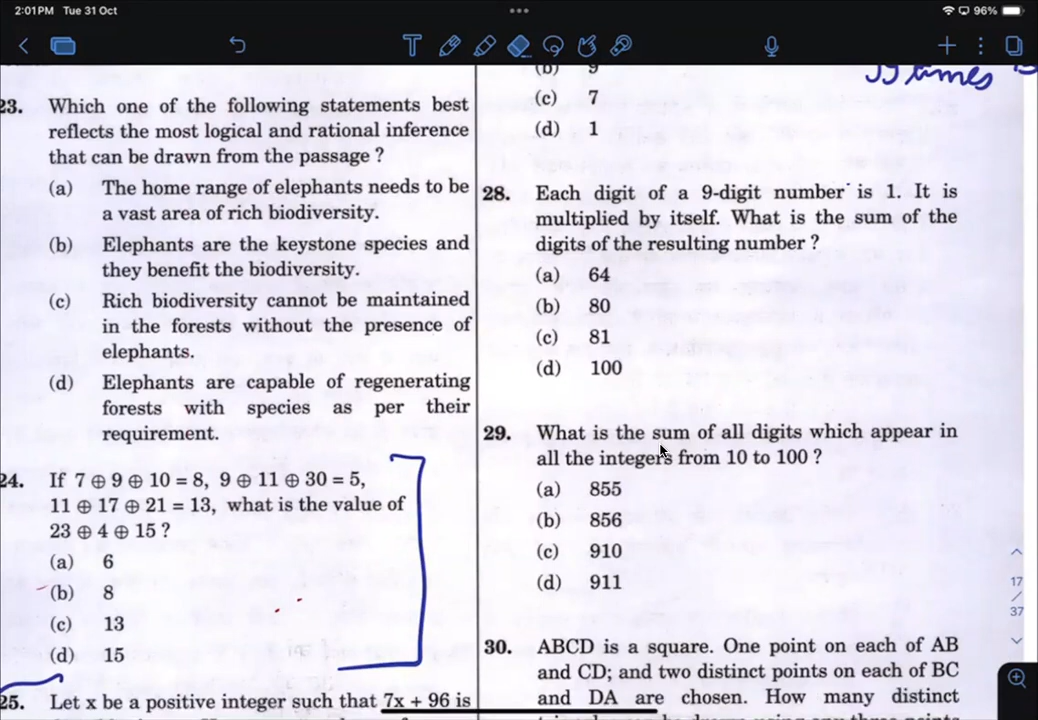 2:01 PM Tue 31 Oct
96%
23. Which one of the following statements best
reflects the most logical and rational inference
that can be drawn from the passage ?
(a) The home range of elephants needs to be
a vast area of rich biodiversity.
(b) Elephants are the keystone species and
they benefit the biodiversity.
(c) Rich biodiversity cannot be maintained
in the forests without the presence of
elephants.
(d) Elephants are capable of regenerating
forests with species as per their
requirement.
24. If 7 ⊕ 9 ⊕ 10 = 8, 9 ⊕ 11 ⊕ 30 = 5,
11 ⊕ 17 ⊕ 21 = 13, what is the value of
23 ⊕ 4 ⊕ 15 ?
(a) 6
(b) 8
(c) 13
(d) 15
25. Let x be a positive integer such that 7x + 96 is
(b) 9
(c) 7
(d) 1
28. Each digit of a 9-digit number is 1. It is
multiplied by itself. What is the sum of the
digits of the resulting number ?
(a) 64
(b) 80
(c) 81
(d) 100
29. What is the sum of all digits which appear in
all the integers from 10 to 100 ?
(a) 855
(b) 856
(c) 910
(d) 911
30. ABCD is a square. One point on each of AB
and CD; and two distinct points on each of BC
and DA are chosen. How many distinct
17
/
37